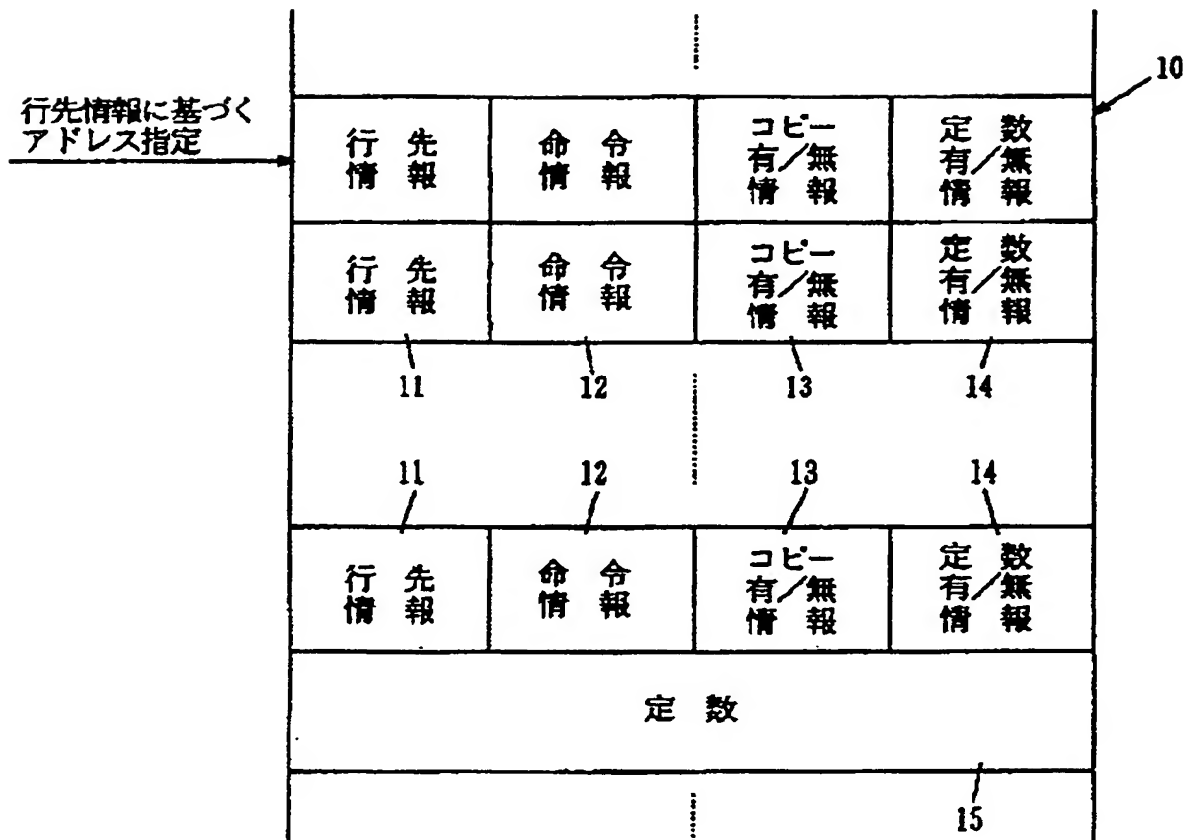 10
行先情報に基づく
アドレス指定
行先 命令 コピー 定数
情報 情報 有/無 有/無
情報 情報
行先 命令 コピー 定数
情報 情報 有/無 有/無
情報 情報
11 12 13 14
11 12 13 14
行先 命令 コピー 定数
情報 情報 有/無 有/無
情報 情報
定数
15